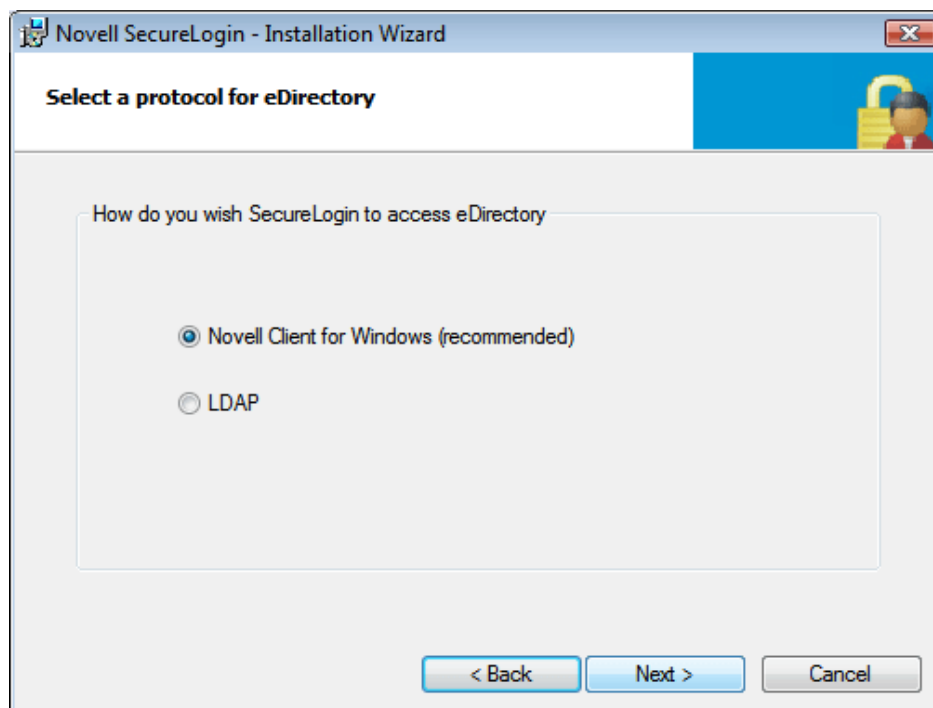 Novell SecureLogin - Installation Wizard
Select a protocol for eDirectory
How do you wish SecureLogin to access eDirectory
Novell Client for Windows (recommended)
LDAP
< Back
Next >
Cancel